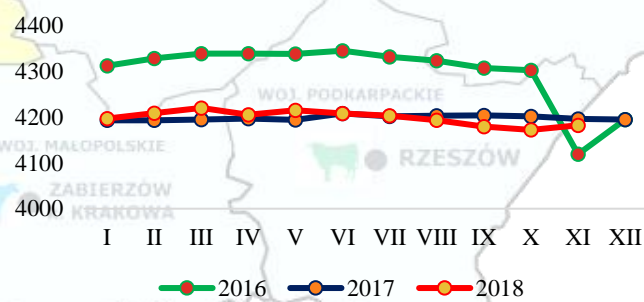 4400
4300
4200
4100
4000
WOJ. PODKARPACKIE
WOJ. MAŁOPOLSKIE
RZESZÓW
ZABIERZÓW
K. KRAKOWA
I II III IV V VI VII VIII IX X XI XII
2016 2017 2018